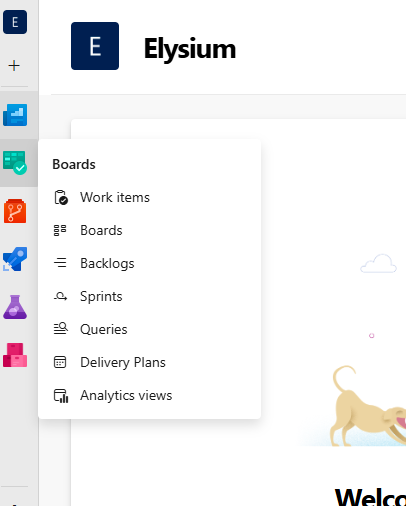 E
E
Elysium
Boards
Work items
Boards
Backlogs
Sprints
Queries
Delivery Plans
Analytics views
Welco